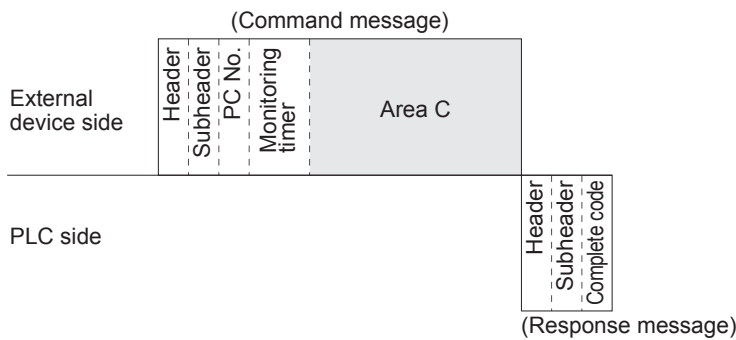 (Command message)
External
device side
Header
Subheader
PC No.
Monitoring
timer
Area C
PLC side
Header
Subheader
Complete code
(Response message)